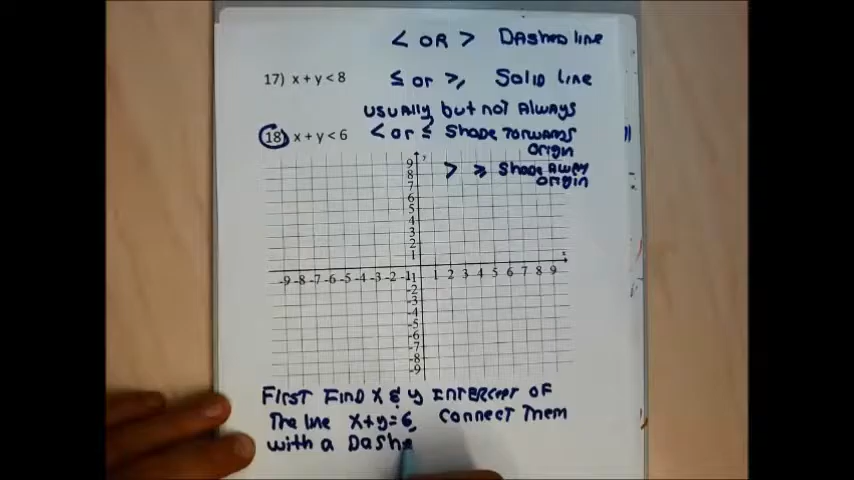 < OR > DAshed line
17) x + y < 8 ≤ or ≥, Solid Line
usually but not Always
18) x + y < 6 < or ≤ Shade Towards
Origin
> ≥ Shade Away
origin
y
9
8
7
6
5
4
3
2
1
x
-9 -8 -7 -6 -5 -4 -3 -2 -1 1 2 3 4 5 6 7 8 9
-2
-3
-4
-5
-6
-7
-8
-9
First Find X & y INTERCEPT OF
The line x+y=6. Connect Them
with a Dashe